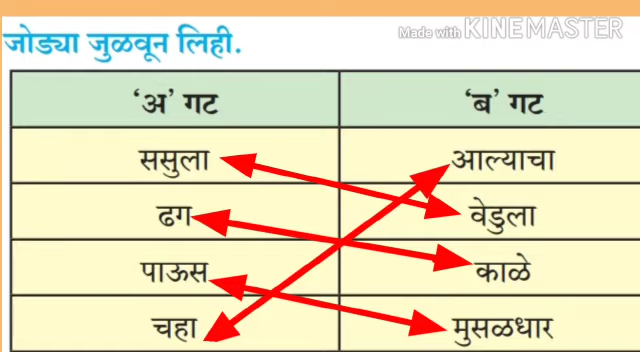 जोड्या जुळवून लिही.
Made with KINEMASTER
‘अ’ गट ‘ब’ गट
ससुला आल्याचा
ढग वेडुला
पाऊस काळे
चहा मुसळधार